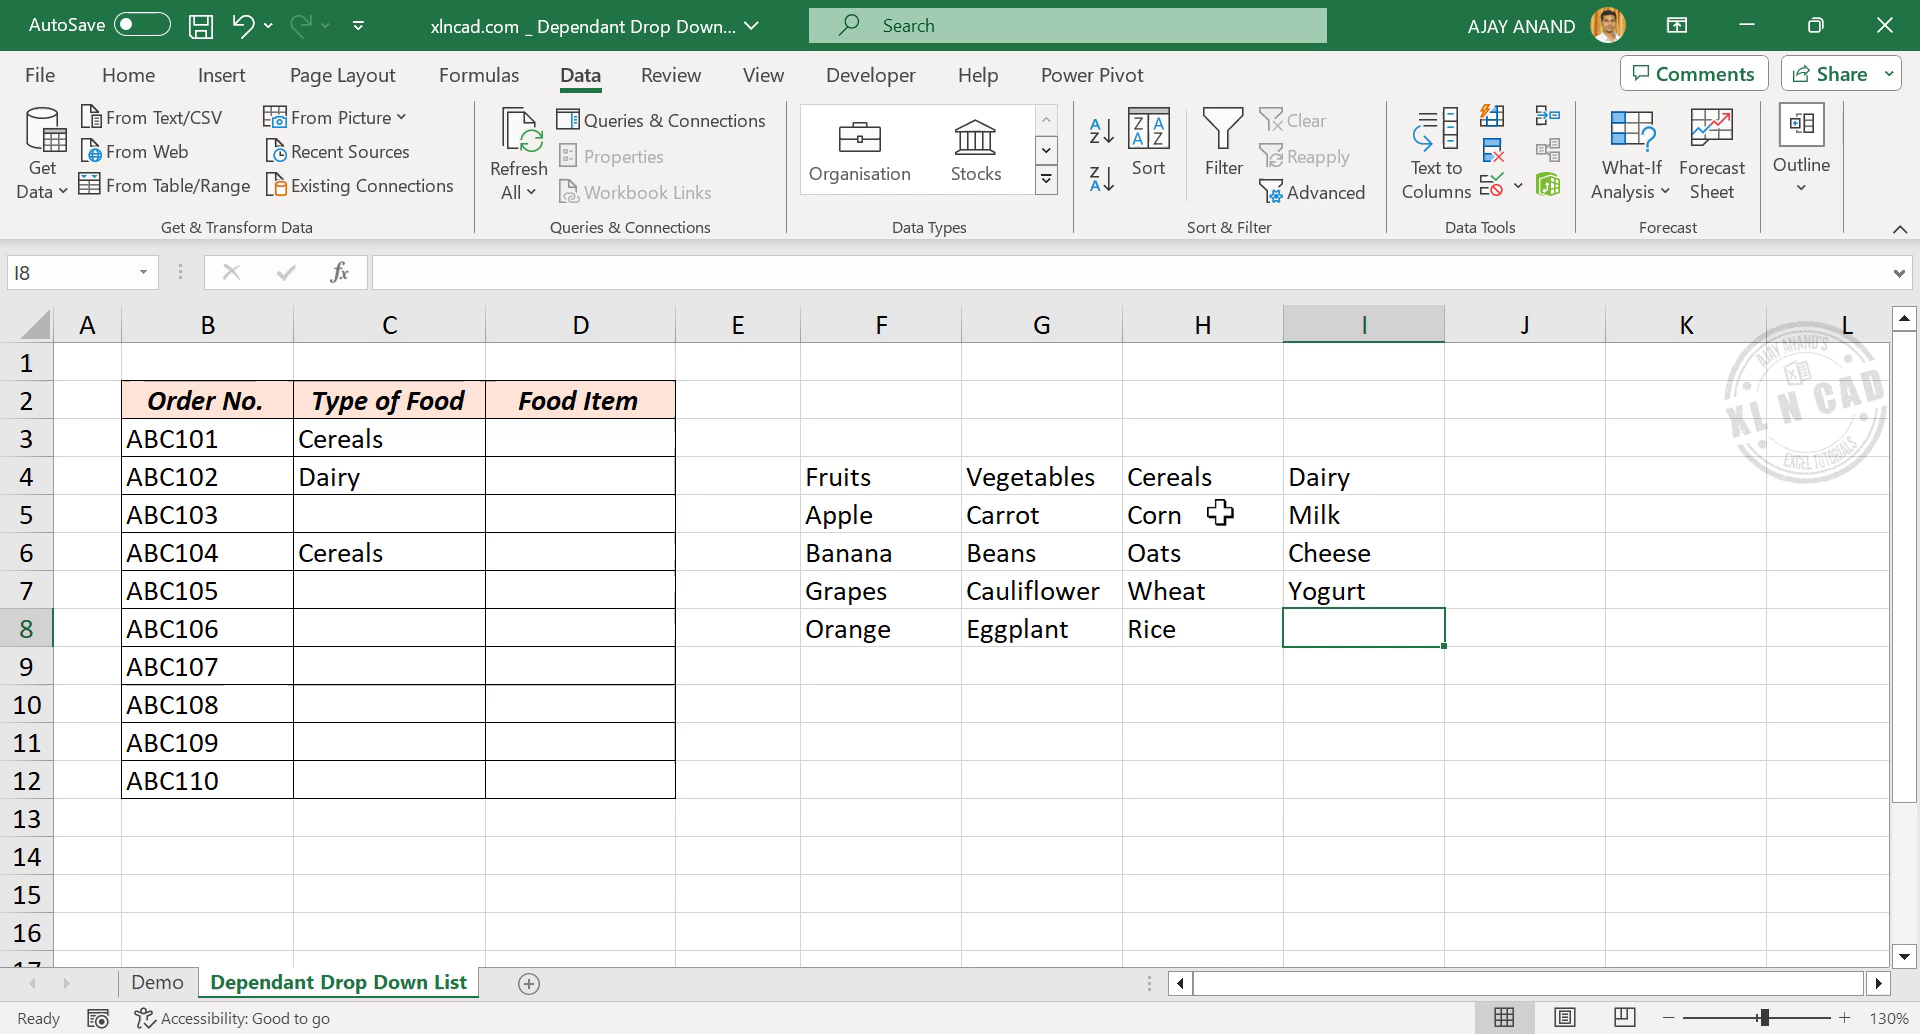 AutoSave
xlncad.com _ Dependant Drop Down...
Search
AJAY ANAND
File Home Insert Page Layout Formulas Data Review View Developer Help Power Pivot
Comments
Share
Get Data
From Text/CSV
From Web
From Table/Range
From Picture
Recent Sources
Existing Connections
Get & Transform Data
Refresh All
Queries & Connections
Properties
Workbook Links
Queries & Connections
Organisation
Stocks
Data Types
Sort
Filter
Clear
Reapply
Advanced
Sort & Filter
Text to Columns
Data Tools
What-If Analysis
Forecast Sheet
Forecast
Outline
I8
fx
A B C D E F G H I J K L
1
2 Order No. Type of Food Food Item
3 ABC101 Cereals
4 ABC102 Dairy Fruits Vegetables Cereals Dairy
5 ABC103 Apple Carrot Corn Milk
6 ABC104 Cereals Banana Beans Oats Cheese
7 ABC105 Grapes Cauliflower Wheat Yogurt
8 ABC106 Orange Eggplant Rice
9 ABC107
10 ABC108
11 ABC109
12 ABC110
13
14
15
16
17
AJAY ANAND'S
XL N CAD
EXCEL TUTORIALS
Demo
Dependant Drop Down List
Ready
Accessibility: Good to go
130%